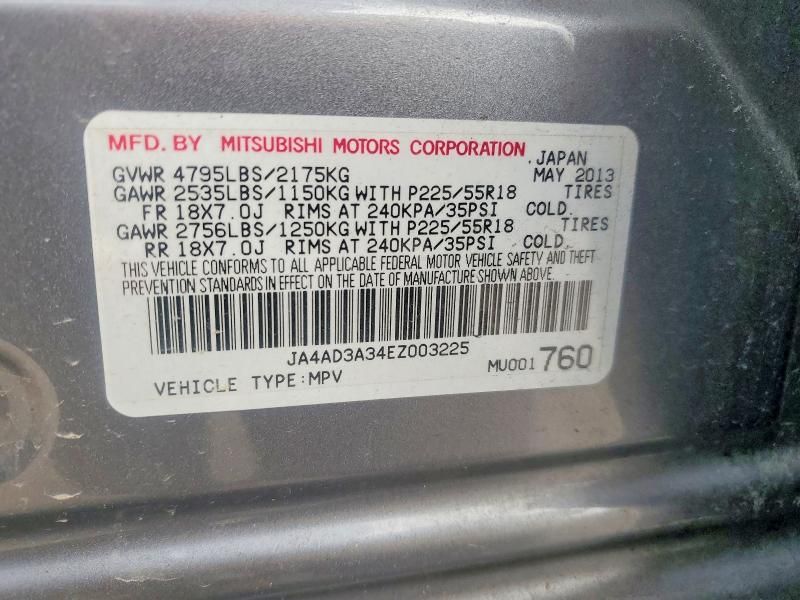 MFD. BY MITSUBISHI MOTORS CORPORATION, JAPAN
GVWR 4795LBS/2175KG MAY 2013
GAWR 2535LBS/1150KG WITH P225/55R18 TIRES
FR 18X7.0J RIMS AT 240KPA/35PSI COLD.
GAWR 2756LBS/1250KG WITH P225/55R18 TIRES
RR 18X7.0J RIMS AT 240KPA/35PSI COLD.
THIS VEHICLE CONFORMS TO ALL APPLICABLE FEDERAL MOTOR VEHICLE SAFETY AND THEFT
PREVENTION STANDARDS IN EFFECT ON THE DATE OF MANUFACTURE SHOWN ABOVE.
JA4AD3A34EZ003225
VEHICLE TYPE:MPV MU001760